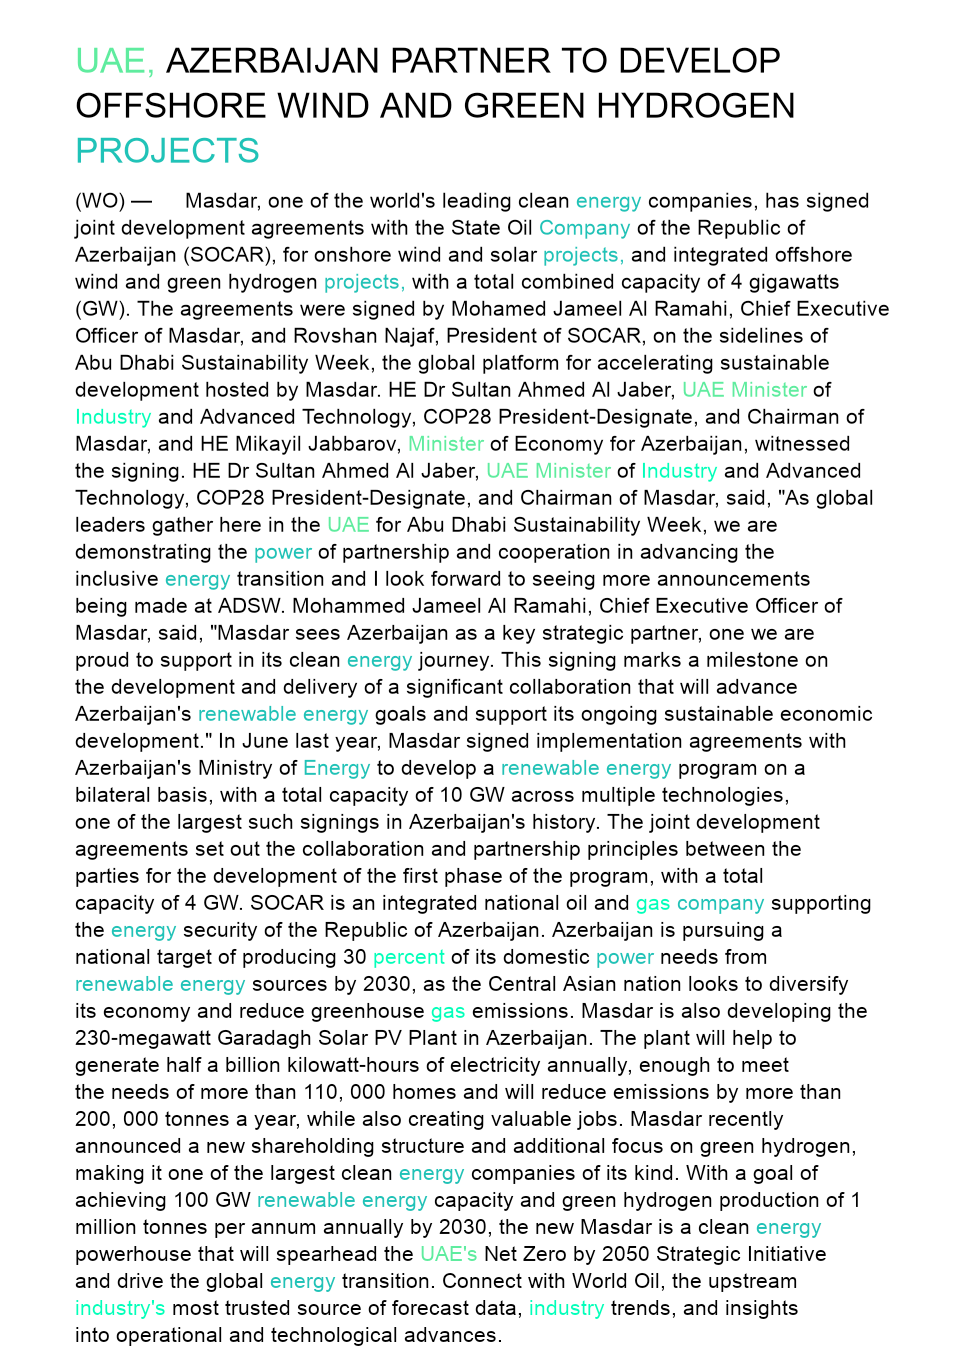 UAE, AZERBAIJAN PARTNER TO DEVELOP
OFFSHORE WIND AND GREEN HYDROGEN
PROJECTS
(WO) — Masdar, one of the world's leading clean energy companies, has signed
joint development agreements with the State Oil Company of the Republic of
Azerbaijan (SOCAR), for onshore wind and solar projects, and integrated offshore
wind and green hydrogen projects, with a total combined capacity of 4 gigawatts
(GW). The agreements were signed by Mohamed Jameel Al Ramahi, Chief Executive
Officer of Masdar, and Rovshan Najaf, President of SOCAR, on the sidelines of
Abu Dhabi Sustainability Week, the global platform for accelerating sustainable
development hosted by Masdar. HE Dr Sultan Ahmed Al Jaber, UAE Minister of
Industry and Advanced Technology, COP28 President-Designate, and Chairman of
Masdar, and HE Mikayil Jabbarov, Minister of Economy for Azerbaijan, witnessed
the signing. HE Dr Sultan Ahmed Al Jaber, UAE Minister of Industry and Advanced
Technology, COP28 President-Designate, and Chairman of Masdar, said, "As global
leaders gather here in the UAE for Abu Dhabi Sustainability Week, we are
demonstrating the power of partnership and cooperation in advancing the
inclusive energy transition and I look forward to seeing more announcements
being made at ADSW. Mohammed Jameel Al Ramahi, Chief Executive Officer of
Masdar, said, "Masdar sees Azerbaijan as a key strategic partner, one we are
proud to support in its clean energy journey. This signing marks a milestone on
the development and delivery of a significant collaboration that will advance
Azerbaijan's renewable energy goals and support its ongoing sustainable economic
development." In June last year, Masdar signed implementation agreements with
Azerbaijan's Ministry of Energy to develop a renewable energy program on a
bilateral basis, with a total capacity of 10 GW across multiple technologies,
one of the largest such signings in Azerbaijan's history. The joint development
agreements set out the collaboration and partnership principles between the
parties for the development of the first phase of the program, with a total
capacity of 4 GW. SOCAR is an integrated national oil and gas company supporting
the energy security of the Republic of Azerbaijan. Azerbaijan is pursuing a
national target of producing 30 percent of its domestic power needs from
renewable energy sources by 2030, as the Central Asian nation looks to diversify
its economy and reduce greenhouse gas emissions. Masdar is also developing the
230-megawatt Garadagh Solar PV Plant in Azerbaijan. The plant will help to
generate half a billion kilowatt-hours of electricity annually, enough to meet
the needs of more than 110, 000 homes and will reduce emissions by more than
200, 000 tonnes a year, while also creating valuable jobs. Masdar recently
announced a new shareholding structure and additional focus on green hydrogen,
making it one of the largest clean energy companies of its kind. With a goal of
achieving 100 GW renewable energy capacity and green hydrogen production of 1
million tonnes per annum annually by 2030, the new Masdar is a clean energy
powerhouse that will spearhead the UAE's Net Zero by 2050 Strategic Initiative
and drive the global energy transition. Connect with World Oil, the upstream
industry's most trusted source of forecast data, industry trends, and insights
into operational and technological advances.